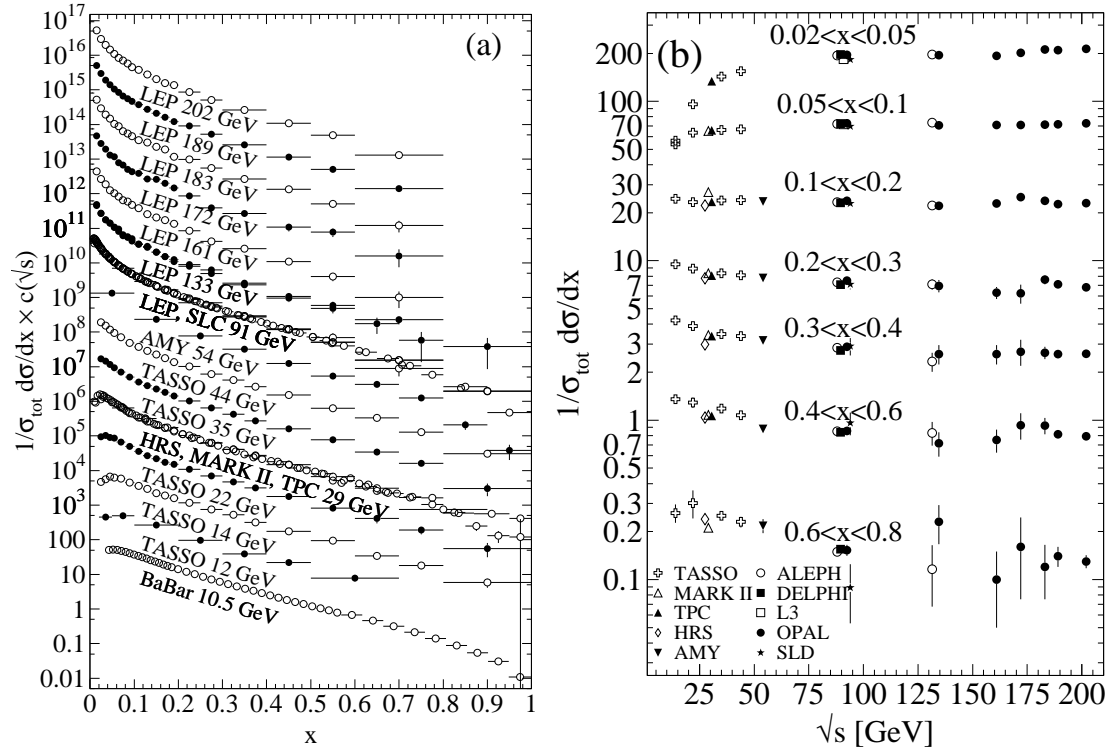 (a)
1/σtot dσ/dx × c(√s)
10^17
10^16
10^15
10^14
10^13
10^12
10^11
10^10
10^9
10^8
10^7
10^6
10^5
10^4
10^3
100
10
1
0.1
0.01
LEP 202 GeV
LEP 189 GeV
LEP 183 GeV
LEP 172 GeV
LEP 161 GeV
LEP 133 GeV
LEP, SLC 91 GeV
AMY 54 GeV
TASSO 44 GeV
TASSO 35 GeV
HRS, MARK II, TPC 29 GeV
TASSO 22 GeV
TASSO 14 GeV
TASSO 12 GeV
BaBar 10.5 GeV
0 0.1 0.2 0.3 0.4 0.5 0.6 0.7 0.8 0.9 1
x
(b)
1/σtot dσ/dx
200
100
70
50
30
20
10
7
5
3
2
1
0.7
0.5
0.3
0.2
0.1
0.02<x<0.05
0.05<x<0.1
0.1<x<0.2
0.2<x<0.3
0.3<x<0.4
0.4<x<0.6
0.6<x<0.8
TASSO
MARK II
TPC
HRS
AMY
ALEPH
DELPHI
L3
OPAL
SLD
25 50 75 100 125 150 175 200
√s [GeV]